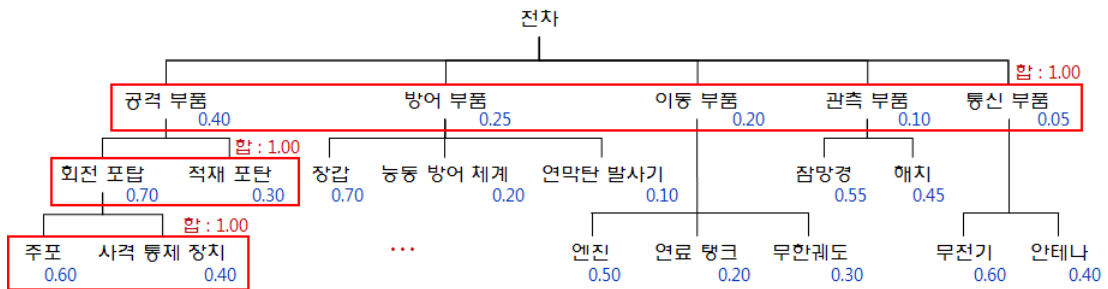 전차
합 : 1.00
공격 부품 방어 부품 이동 부품 관측 부품 통신 부품
0.40 0.25 0.20 0.10 0.05
합 : 1.00
회전 포탑 적재 포탄 장갑 능동 방어 체계 연막탄 발사기 잠망경 해치
0.70 0.30 0.70 0.20 0.10 0.55 0.45
합 : 1.00
주포 사격 통제 장치 ... 엔진 연료 탱크 무한궤도 무전기 안테나
0.60 0.40 0.50 0.20 0.30 0.60 0.40